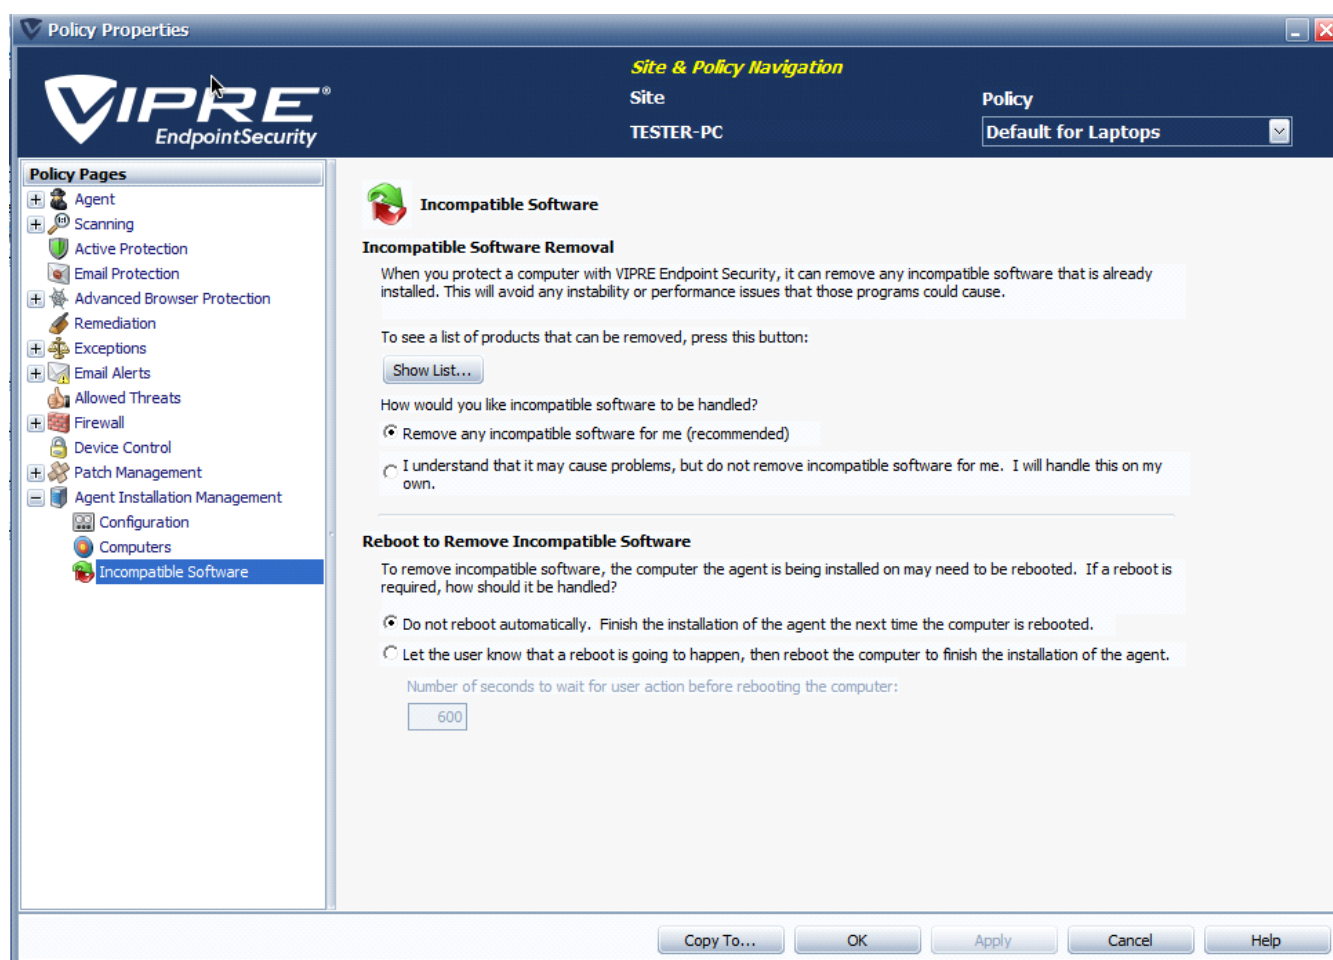 Policy Properties
VIPRE®
EndpointSecurity
Site & Policy Navigation
Site
Policy
TESTER-PC
Default for Laptops
Policy Pages
Agent
Scanning
Active Protection
Email Protection
Advanced Browser Protection
Remediation
Exceptions
Email Alerts
Allowed Threats
Firewall
Device Control
Patch Management
Agent Installation Management
Configuration
Computers
Incompatible Software
Incompatible Software
Incompatible Software Removal
When you protect a computer with VIPRE Endpoint Security, it can remove any incompatible software that is already
installed. This will avoid any instability or performance issues that those programs could cause.
To see a list of products that can be removed, press this button:
Show List...
How would you like incompatible software to be handled?
Remove any incompatible software for me (recommended)
I understand that it may cause problems, but do not remove incompatible software for me.  I will handle this on my
own.
Reboot to Remove Incompatible Software
To remove incompatible software, the computer the agent is being installed on may need to be rebooted.  If a reboot is
required, how should it be handled?
Do not reboot automatically.  Finish the installation of the agent the next time the computer is rebooted.
Let the user know that a reboot is going to happen, then reboot the computer to finish the installation of the agent.
Number of seconds to wait for user action before rebooting the computer:
600
Copy To...
OK
Apply
Cancel
Help